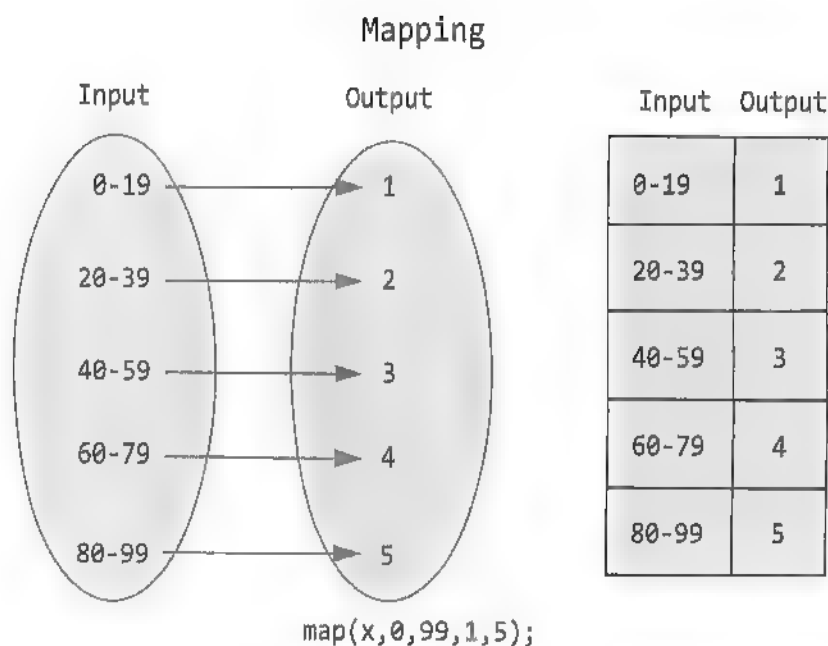 Mapping
Input Output
0-19 1
20-39 2
40-59 3
60-79 4
80-99 5
map(x,0,99,1,5);
Input Output
0-19 1
20-39 2
40-59 3
60-79 4
80-99 5